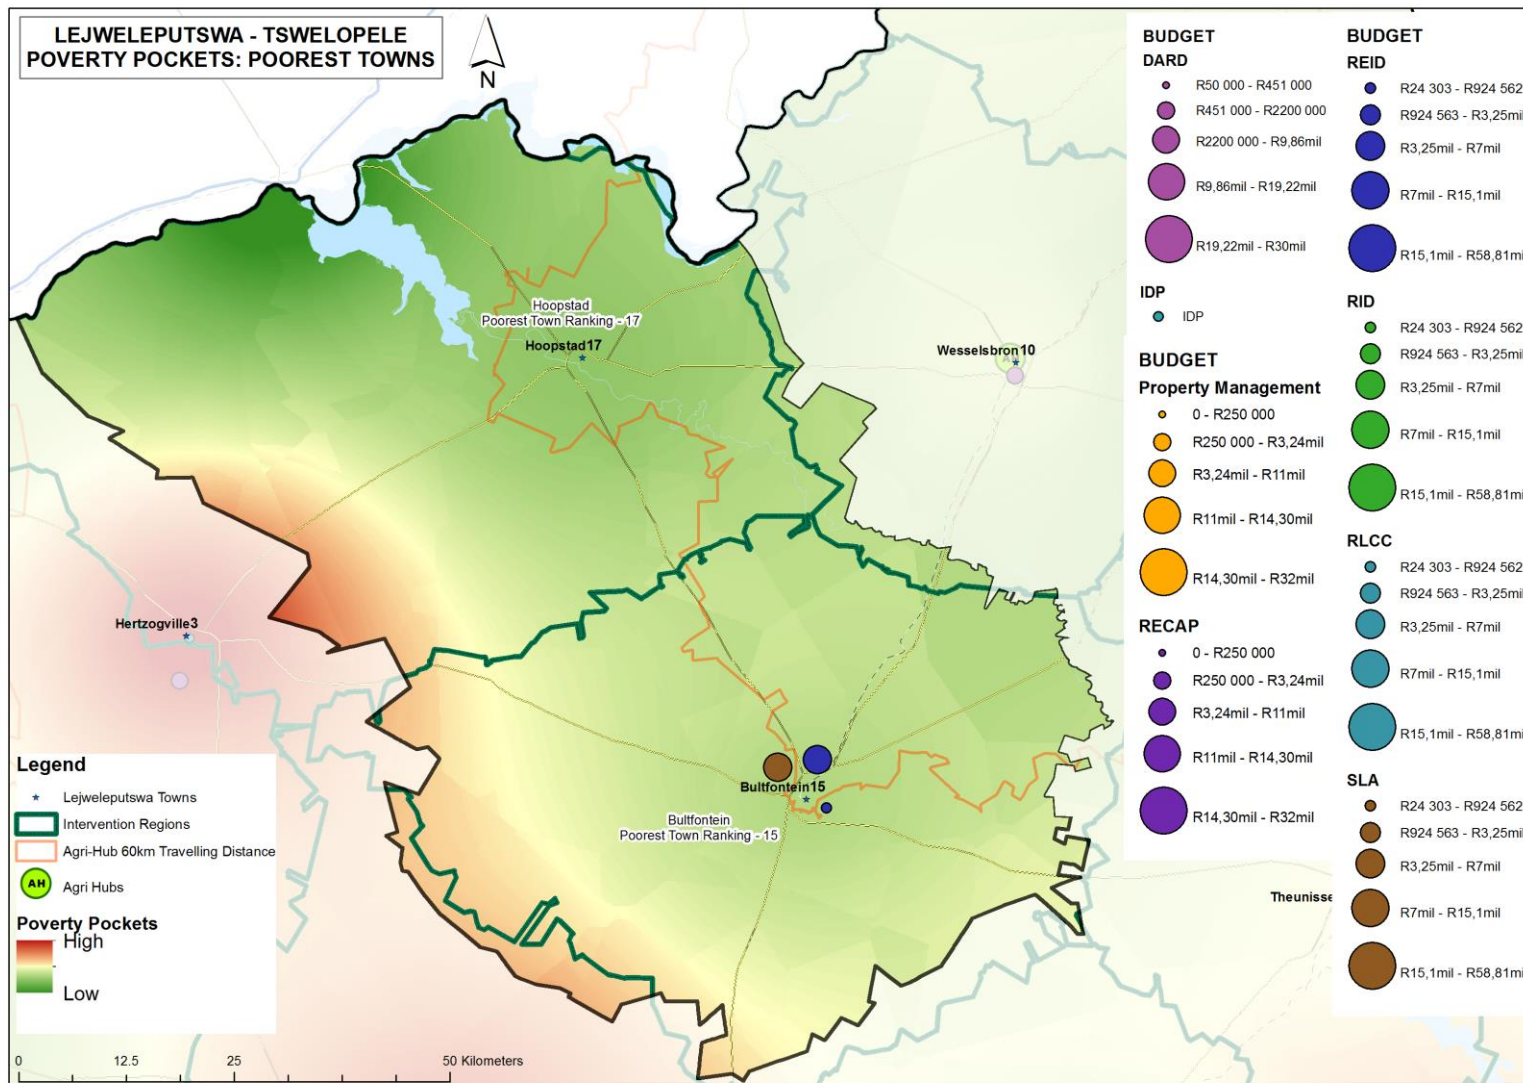 LEJWELEPUTSWA - TSWELOPELE
POVERTY POCKETS: POOREST TOWNS
N
Hoopstad
Poorest Town Ranking - 17
Hoopstad17
Wesselsbron10
Hertzogville3
Bultfontein15
Bultfontein
Poorest Town Ranking - 15
Theunisse
Legend
Lejweleputswa Towns
Intervention Regions
Agri-Hub 60km Travelling Distance
AH
Agri Hubs
Poverty Pockets
High
Low
0 12.5 25 50 Kilometers
BUDGET
DARD
R50 000 - R451 000
R451 000 - R2200 000
R2200 000 - R9,86mil
R9,86mil - R19,22mil
R19,22mil - R30mil
IDP
IDP
BUDGET
Property Management
0 - R250 000
R250 000 - R3,24mil
R3,24mil - R11mil
R11mil - R14,30mil
R14,30mil - R32mil
RECAP
0 - R250 000
R250 000 - R3,24mil
R3,24mil - R11mil
R11mil - R14,30mil
R14,30mil - R32mil
BUDGET
REID
R24 303 - R924 562
R924 563 - R3,25mil
R3,25mil - R7mil
R7mil - R15,1mil
R15,1mil - R58,81mi
RID
R24 303 - R924 562
R924 563 - R3,25mil
R3,25mil - R7mil
R7mil - R15,1mil
R15,1mil - R58,81mi
RLCC
R24 303 - R924 562
R924 563 - R3,25mil
R3,25mil - R7mil
R7mil - R15,1mil
R15,1mil - R58,81mi
SLA
R24 303 - R924 562
R924 563 - R3,25mil
R3,25mil - R7mil
R7mil - R15,1mil
R15,1mil - R58,81mi